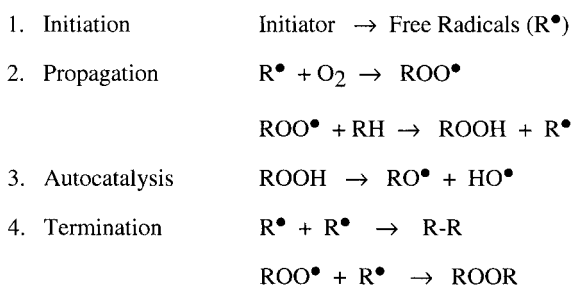 1. Initiation Initiator → Free Radicals (R●)
2. Propagation R● + O2 → ROO●
ROO● + RH → ROOH + R●
3. Autocatalysis ROOH → RO● + HO●
4. Termination R● + R● → R-R
ROO● + R● → ROOR